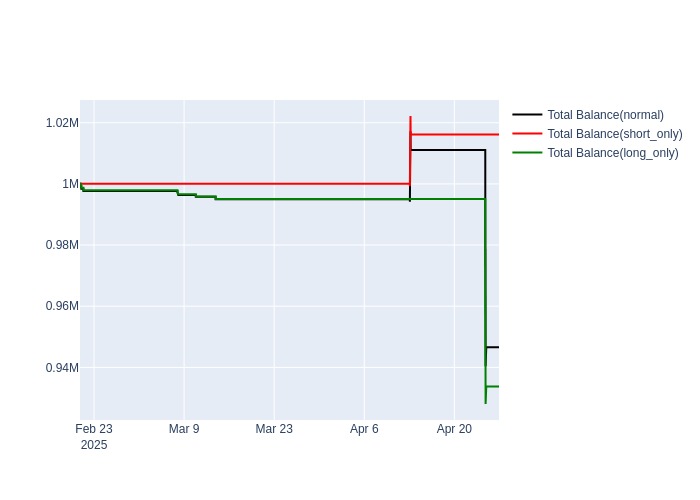 1.02M
1M
0.98M
0.96M
0.94M
Feb 23
2025
Mar 9
Mar 23
Apr 6
Apr 20
Total Balance(normal)
Total Balance(short_only)
Total Balance(long_only)